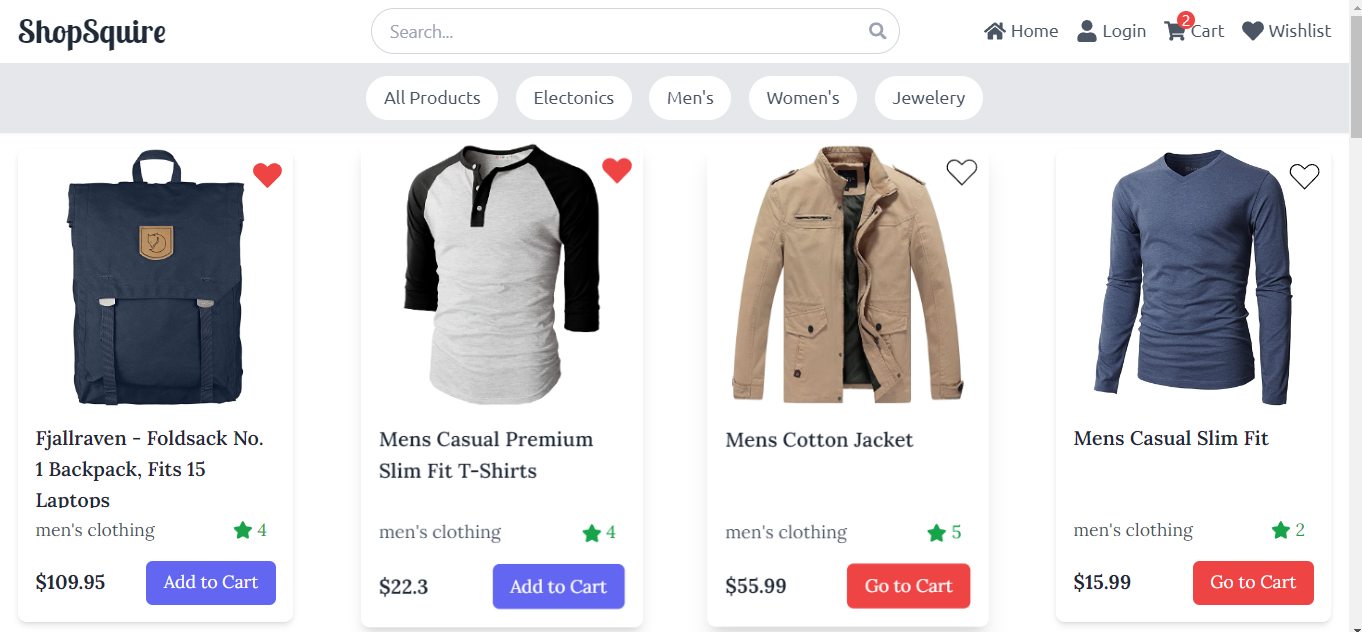 ShopSquire
Search...
Home
Login
2
Cart
Wishlist
All Products
Electonics
Men's
Women's
Jewelery
Fjallraven - Foldsack No.
1 Backpack, Fits 15
Laptops
men's clothing
4
$109.95
Add to Cart
Mens Casual Premium
Slim Fit T-Shirts
men's clothing
4
$22.3
Add to Cart
Mens Cotton Jacket
men's clothing
5
$55.99
Go to Cart
Mens Casual Slim Fit
men's clothing
2
$15.99
Go to Cart